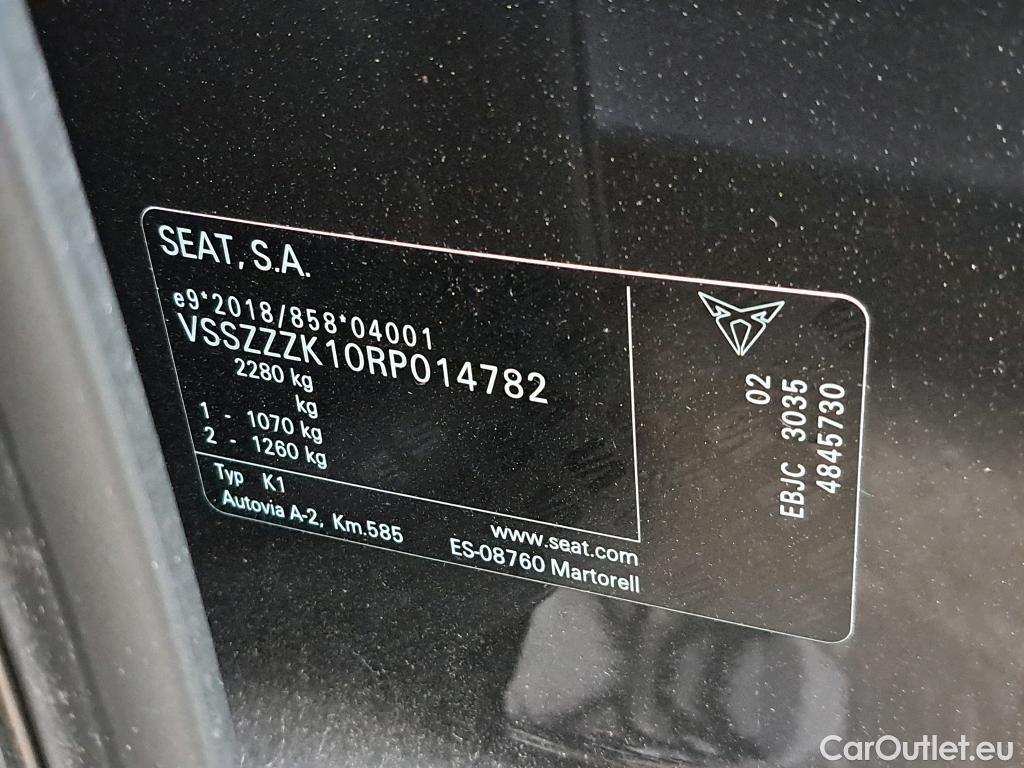 SEAT, S.A.
e9*2018/858*04001
VSSZZZK10RP014782
2280 kg
kg
1 - 1070 kg
2 - 1260 kg
Typ K1
Autovia A-2, Km.585
www.seat.com
ES-08760 Martorell
02
EBJC 3035
4845730
CarOutlet.eu